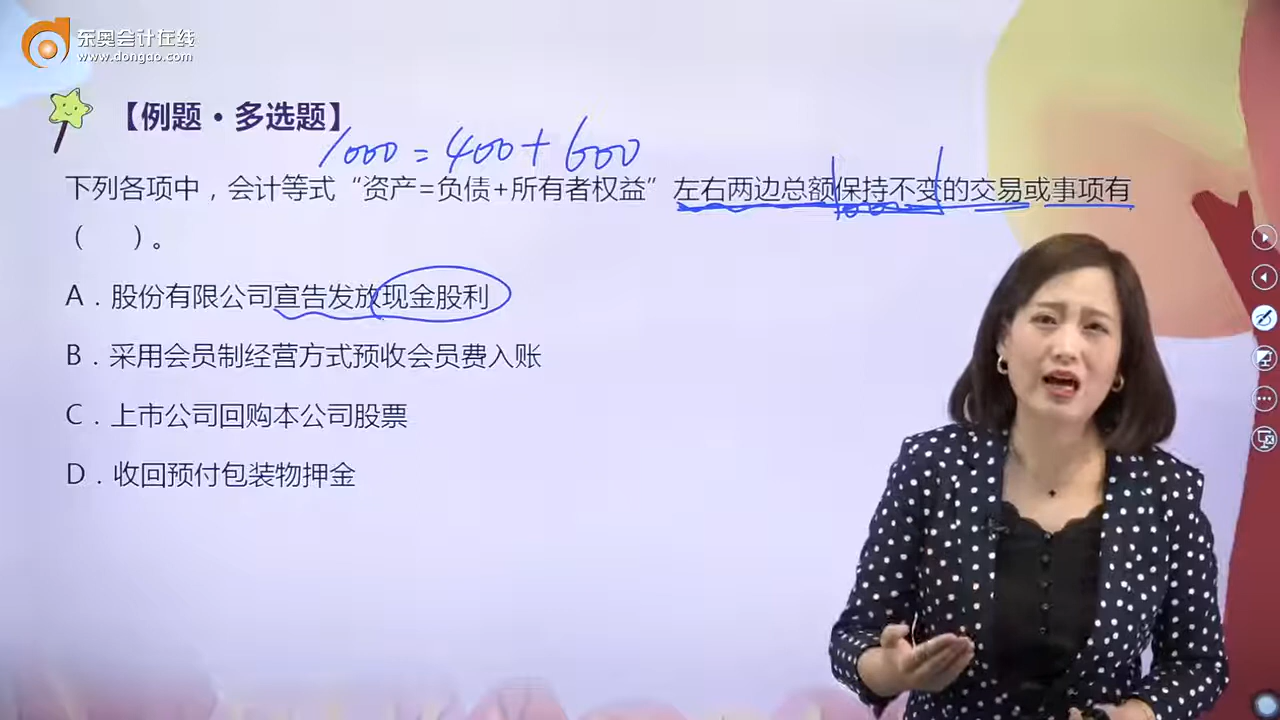 东奥会计在线
www.dongao.com
【例题•多选题】
1000=400+600
下列各项中，会计等式“资产=负债+所有者权益”左右两边总额保持不变的交易或事项有
（　　）。
1000
A．股份有限公司宣告发放现金股利
B．采用会员制经营方式预收会员费入账
C．上市公司回购本公司股票
D．收回预付包装物押金